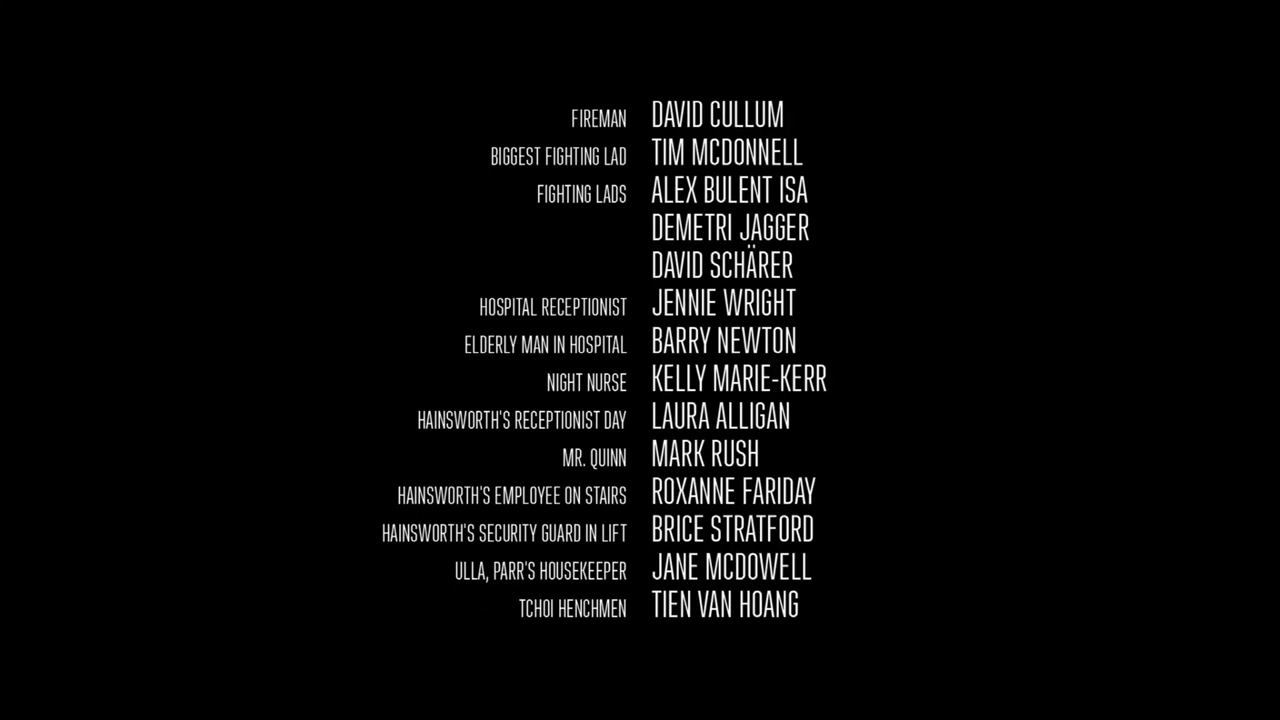 FIREMAN DAVID CULLUM
BIGGEST FIGHTING LAD TIM MCDONNELL
FIGHTING LADS ALEX BULENT ISA
DEMETRI JAGGER
DAVID SCHÄRER
HOSPITAL RECEPTIONIST JENNIE WRIGHT
ELDERLY MAN IN HOSPITAL BARRY NEWTON
NIGHT NURSE KELLY MARIE-KERR
HAINSWORTH'S RECEPTIONIST DAY LAURA ALLIGAN
MR. QUINN MARK RUSH
HAINSWORTH'S EMPLOYEE ON STAIRS ROXANNE FARIDAY
HAINSWORTH'S SECURITY GUARD IN LIFT BRICE STRATFORD
ULLA, PARR'S HOUSEKEEPER JANE MCDOWELL
TCHOI HENCHMEN TIEN VAN HOANG